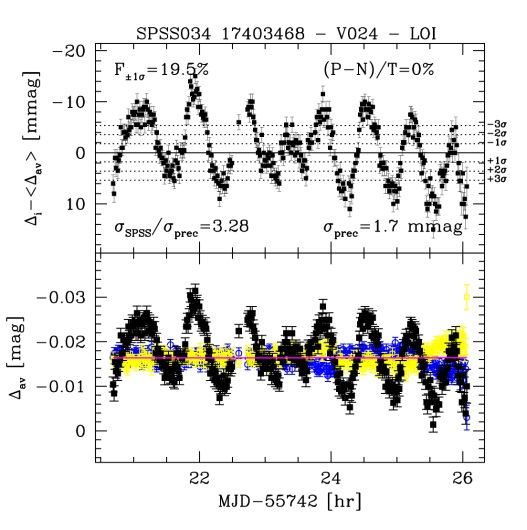 SPSS034 17403468 - V024 - LOI
F±1σ=19.5%
(P-N)/T=0%
-20
-10
0
10
Δi-<Δav> [mmag]
-3σ
-2σ
-1σ
+1σ
+2σ
+3σ
σSPSS/σprec=3.28
σprec=1.7 mmag
-0.03
-0.02
-0.01
0
Δav [mag]
22
24
26
MJD-55742 [hr]